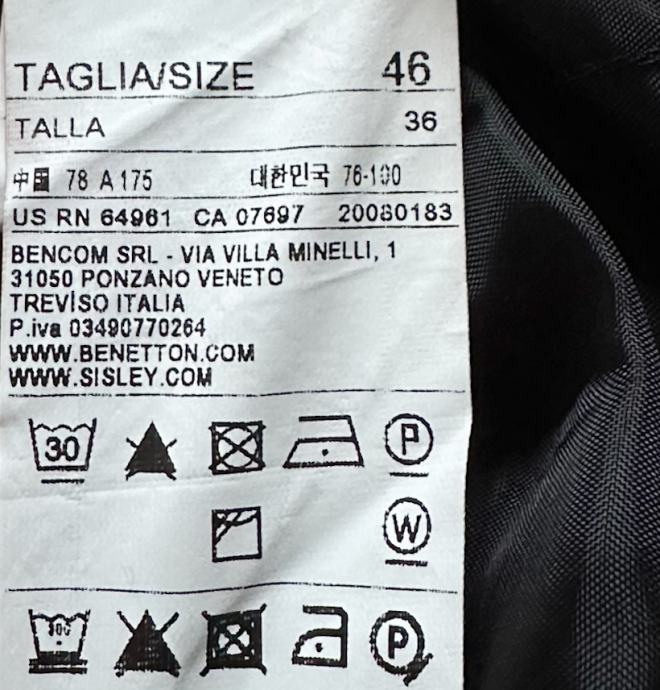 TAGLIA/SIZE 46
TALLA 36
中国 78 A 175 대한민국 76-100
US RN 64961 CA 07697 20080183
BENCOM SRL - VIA VILLA MINELLI, 1
31050 PONZANO VENETO
TREVISO ITALIA
P.iva 03490770264
WWW.BENETTON.COM
WWW.SISLEY.COM
30 P
W
P